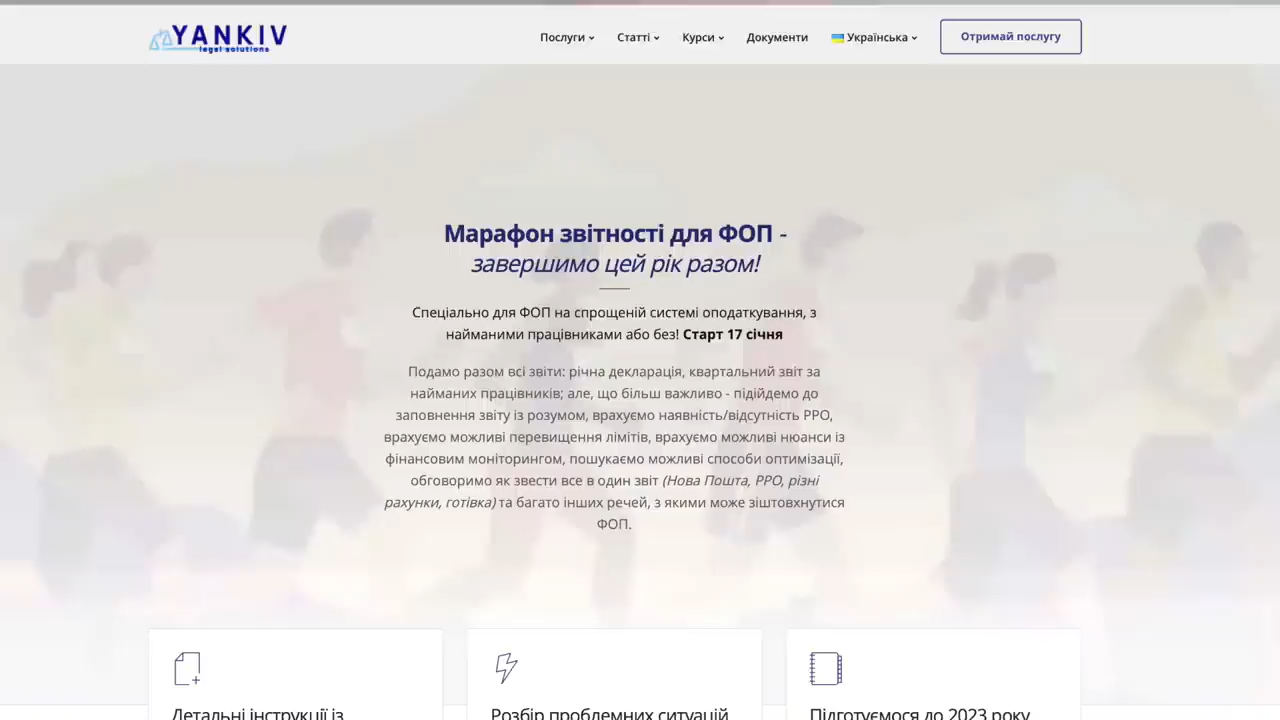 YANKIV
legal solutions
Послуги
Статті
Курси
Документи
Українська
Отримай послугу
Марафон звітності для ФОП -
завершимо цей рік разом!
Спеціально для ФОП на спрощеній системі оподаткування, з
найманими працівниками або без! Старт 17 січня
Подамо разом всі звіти: річна декларація, квартальний звіт за
найманих працівників; але, що більш важливо - підійдемо до
заповнення звіту із розумом, врахуємо наявність/відсутність РРО,
врахуємо можливі перевищення лімітів, врахуємо можливі нюанси із
фінансовим моніторингом, пошукаємо можливі способи оптимізації,
обговоримо як звести все в один звіт (Нова Пошта, РРО, різні
рахунки, готівка) та багато інших речей, з якими може зіштовхнутися
ФОП.
Детальні інструкції із
Розбір проблемних ситуацій
Підготуємося до 2023 року